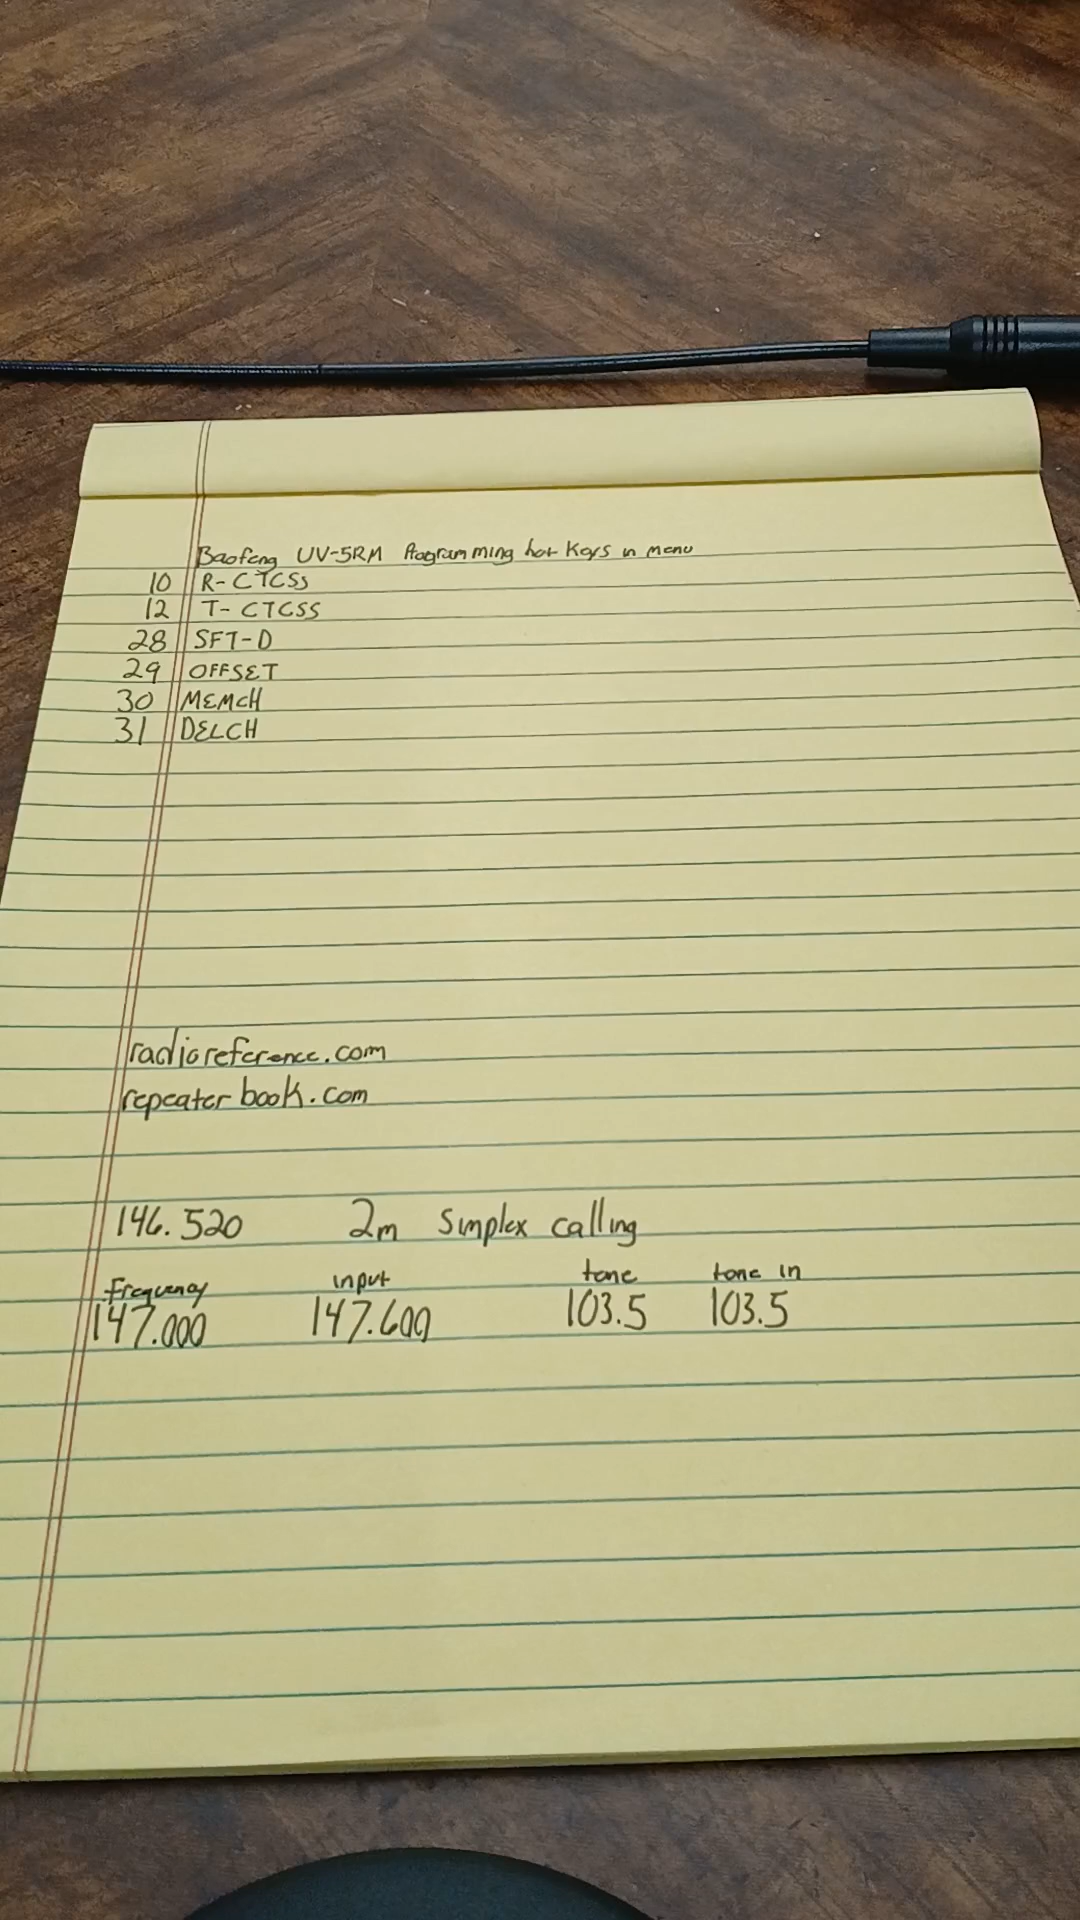 Baofeng UV-5RM Programming hot Keys in menu
10 R-CTCSS
12 T-CTCSS
28 SFT-D
29 OFFSET
30 MEMCH
31 DELCH
radioreference.com
repeater book.com
146.520 2m Simplex calling
frequency input tone tone in
147.000 147.600 103.5 103.5